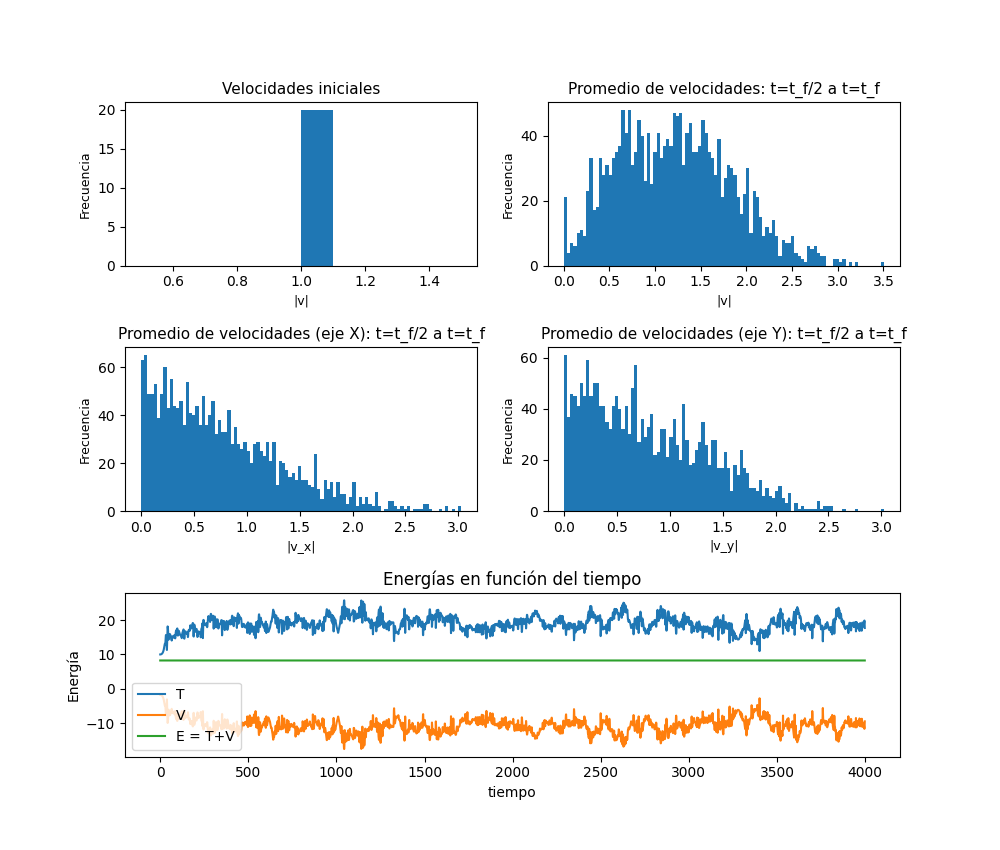 Velocidades iniciales
Promedio de velocidades: t=t_f/2 a t=t_f
Frecuencia
20
15
10
5
0
0.6 0.8 1.0 1.2 1.4
|v|
Frecuencia
40
20
0
0.0 0.5 1.0 1.5 2.0 2.5 3.0 3.5
|v|
Promedio de velocidades (eje X): t=t_f/2 a t=t_f
Promedio de velocidades (eje Y): t=t_f/2 a t=t_f
Frecuencia
60
40
20
0
0.0 0.5 1.0 1.5 2.0 2.5 3.0
|v_x|
Frecuencia
60
40
20
0
0.0 0.5 1.0 1.5 2.0 2.5 3.0
|v_y|
Energías en función del tiempo
Energía
20
10
0
−10
T
V
E = T+V
0 500 1000 1500 2000 2500 3000 3500 4000
tiempo